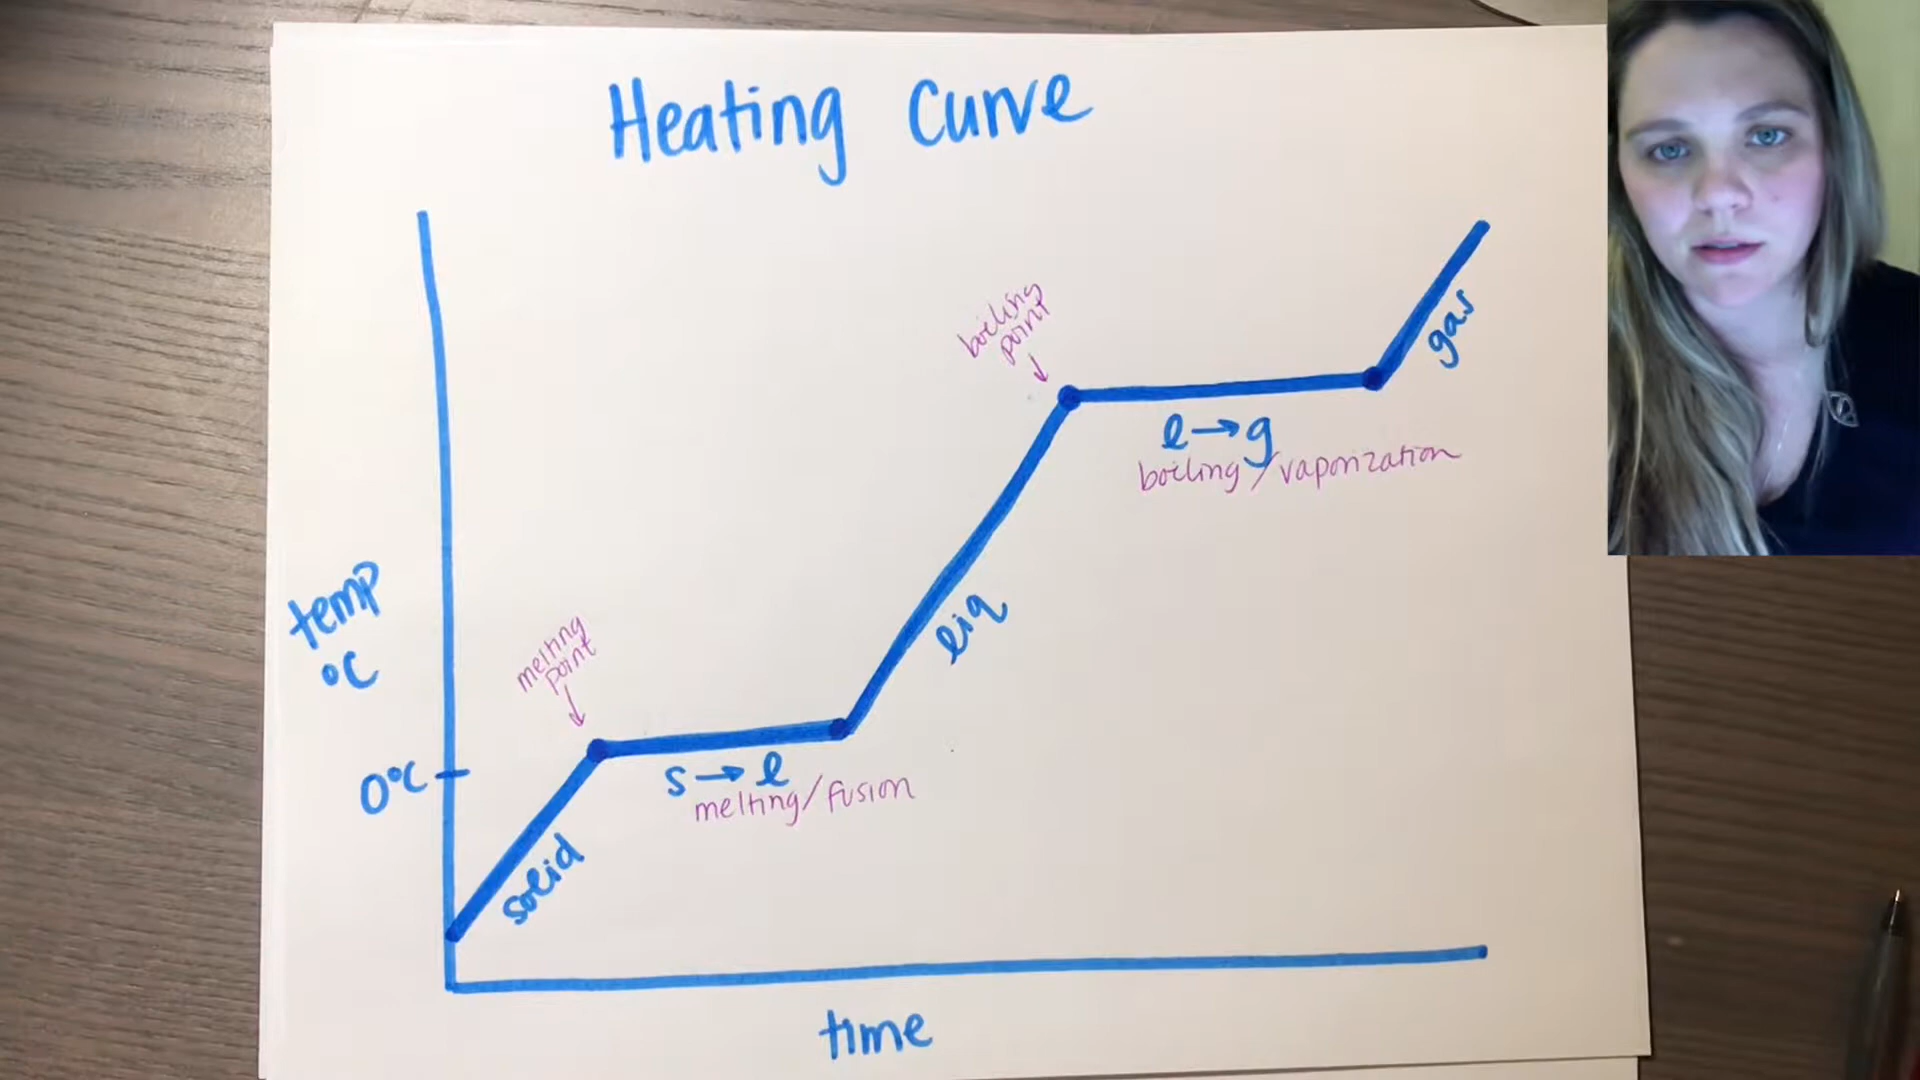 Heating Curve
boiling
point
gas
l→g
boiling/vaporization
temp
°C
liq
melting
point
0°C
s→l
melting/fusion
solid
time